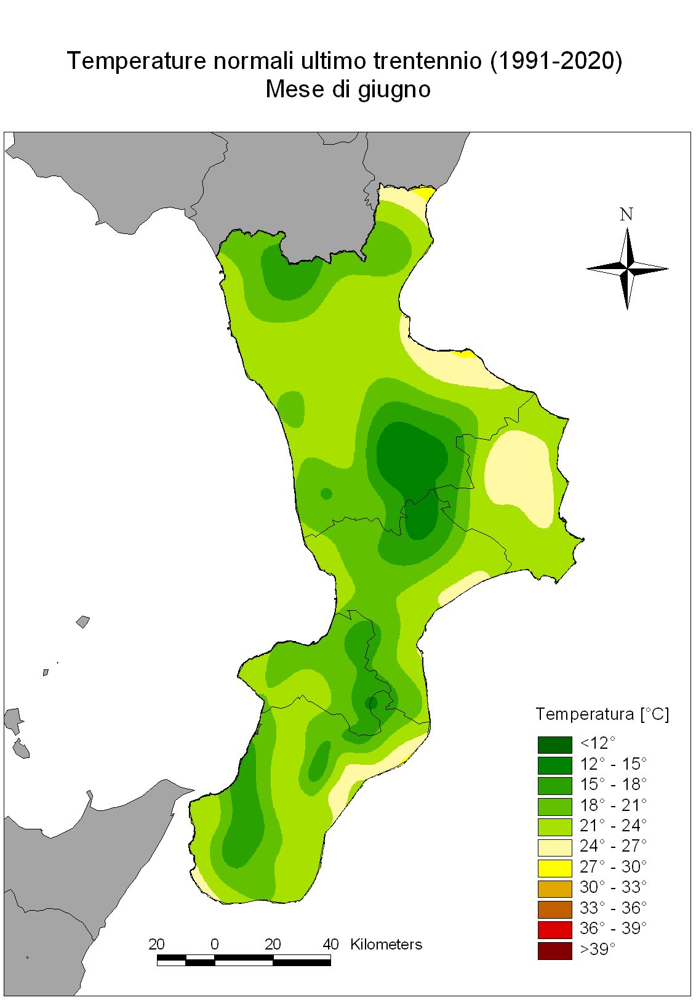 Temperature normali ultimo trentennio (1991-2020)
Mese di giugno
N
Temperatura [°C]
<12°
12° - 15°
15° - 18°
18° - 21°
21° - 24°
24° - 27°
27° - 30°
30° - 33°
33° - 36°
36° - 39°
>39°
20 0 20 40 Kilometers